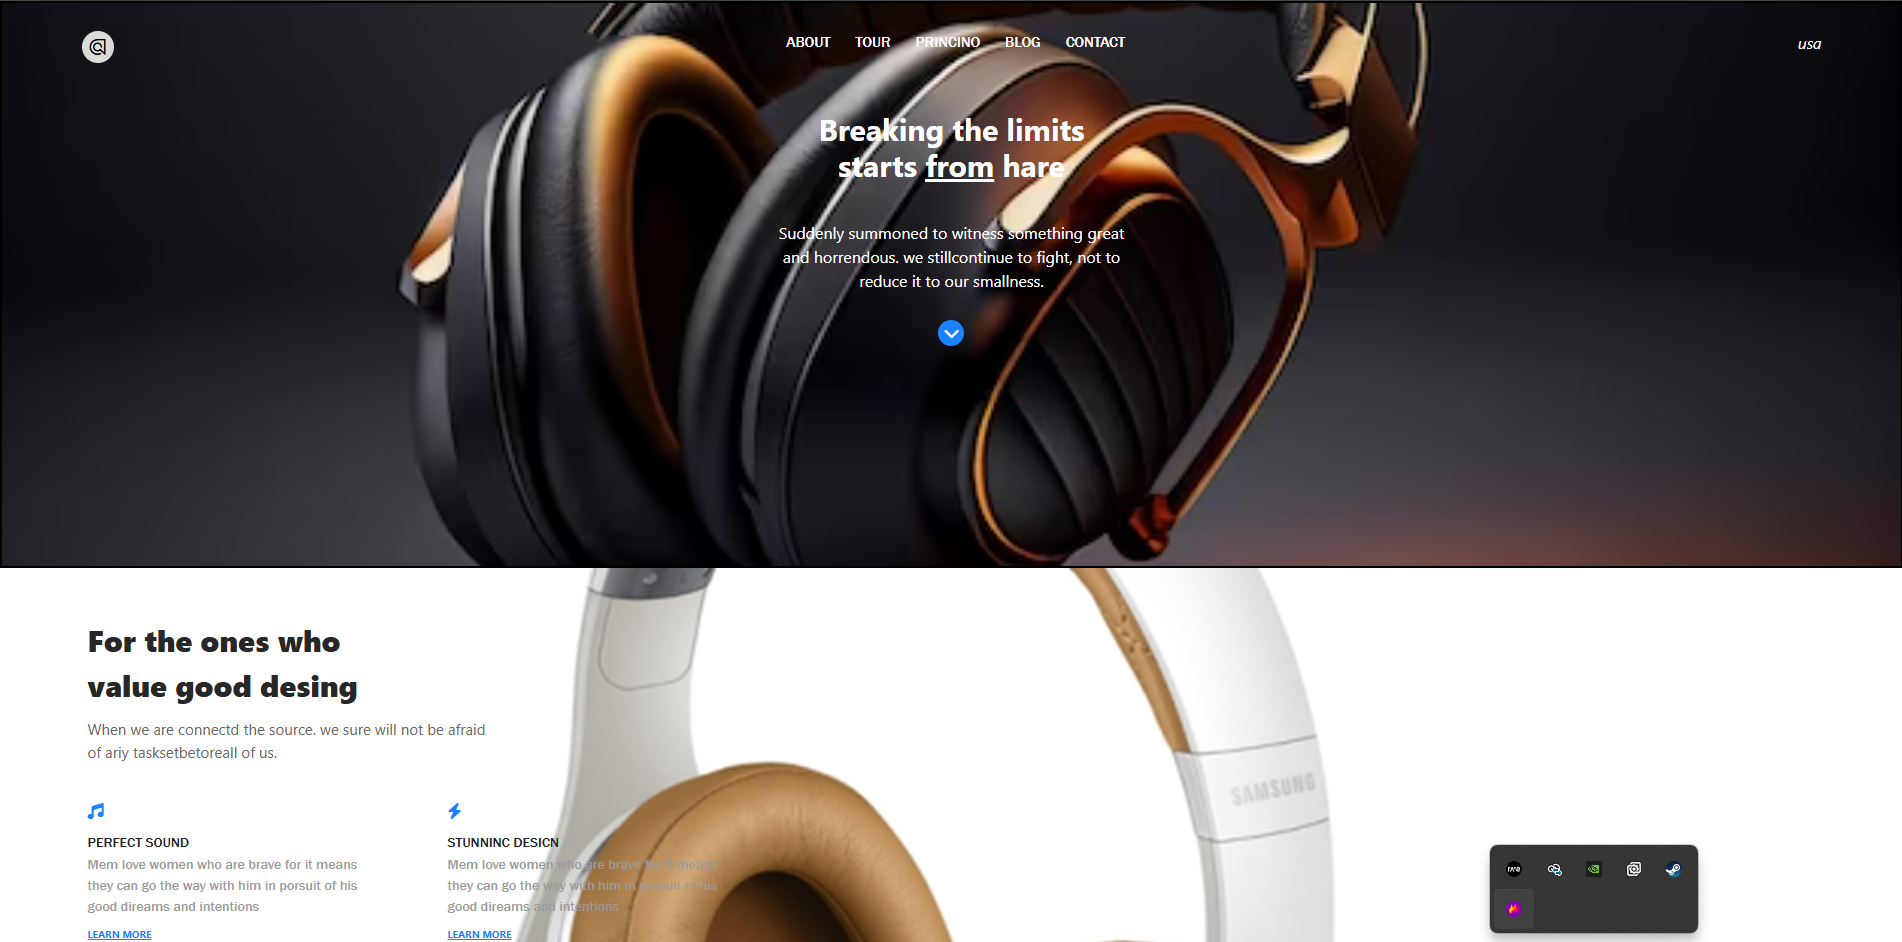 ABOUT TOUR PRINCINO BLOG CONTACT usa
Breaking the limits
starts from hare
Suddenly summoned to witness something great
and horrendous. we stillcontinue to fight, not to
reduce it to our smallness.
For the ones who
value good desing
When we are connectd the source. we sure will not be afraid
of ariy tasksetbetoreall of us.
PERFECT SOUND
Mem love women who are brave for it means
they can go the way with him in porsuit of his
good direams and intentions
LEARN MORE
STUNNINC DESIGN
Mem love women who are brave for it means
they can go the way with him in porsuit of his
good direams and intentions
LEARN MORE
SAMSUNG